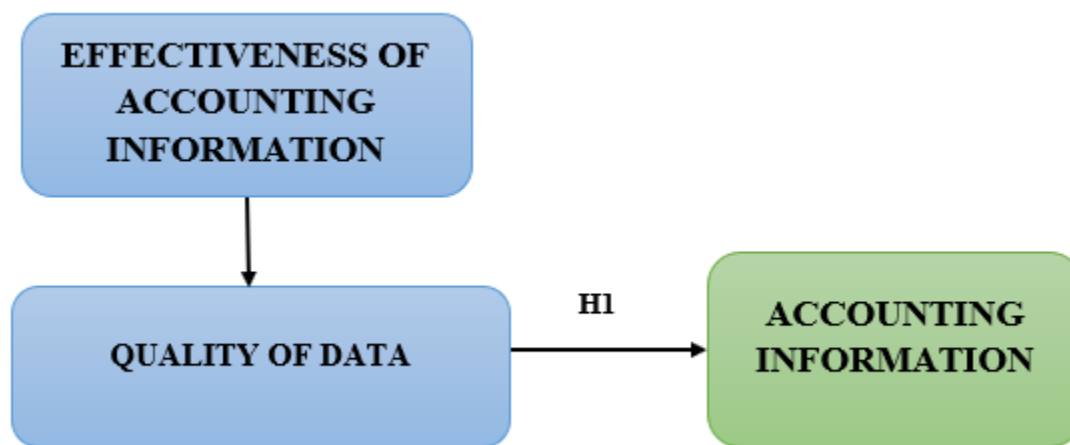 EFFECTIVENESS OF
ACCOUNTING
INFORMATION
H1
QUALITY OF DATA
ACCOUNTING
INFORMATION